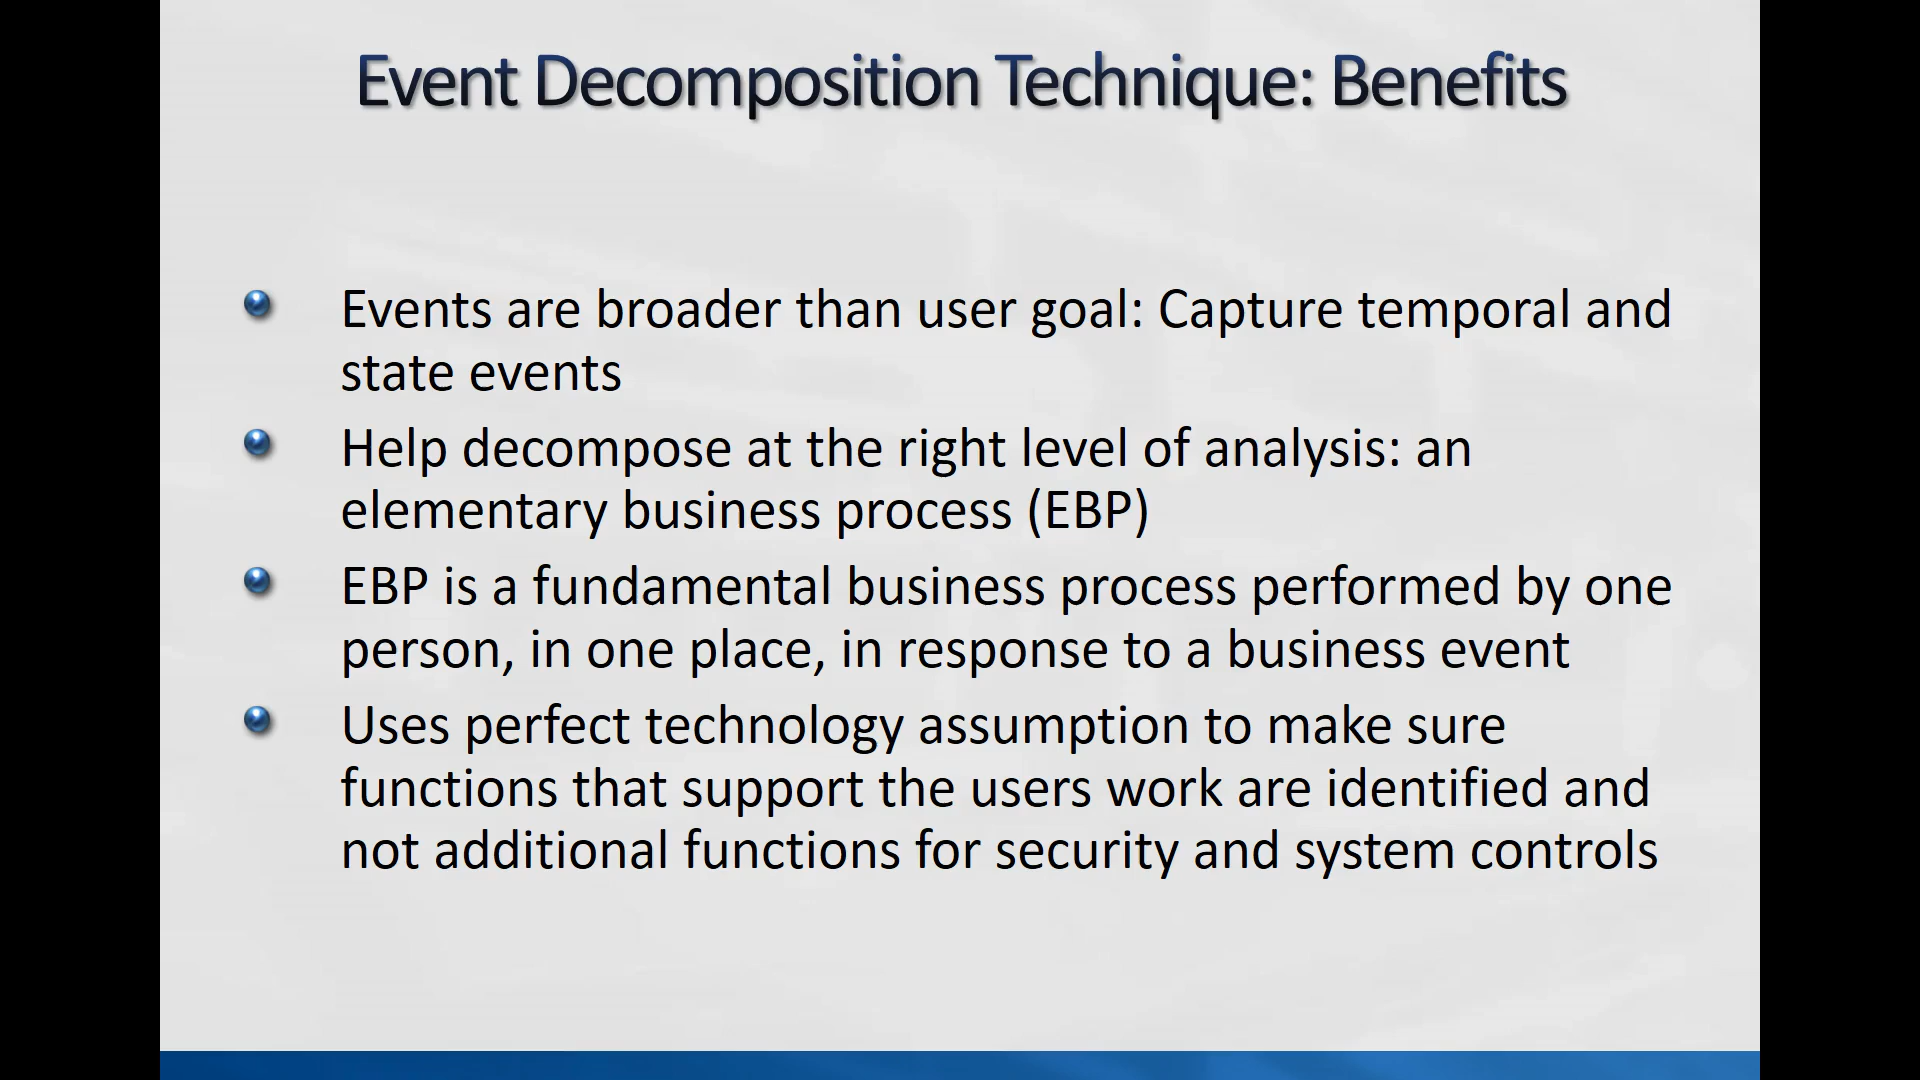 Event Decomposition Technique: Benefits
Events are broader than user goal: Capture temporal and
state events
Help decompose at the right level of analysis: an
elementary business process (EBP)
EBP is a fundamental business process performed by one
person, in one place, in response to a business event
Uses perfect technology assumption to make sure
functions that support the users work are identified and
not additional functions for security and system controls